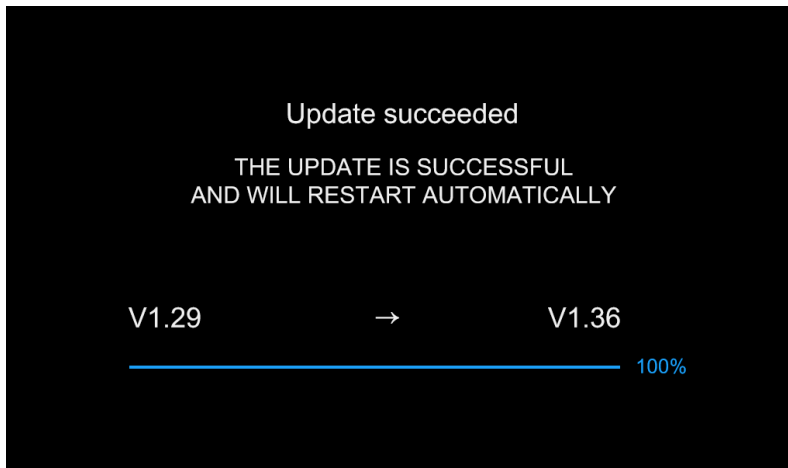 Update succeeded
THE UPDATE IS SUCCESSFUL
AND WILL RESTART AUTOMATICALLY
V1.29 → V1.36
100%